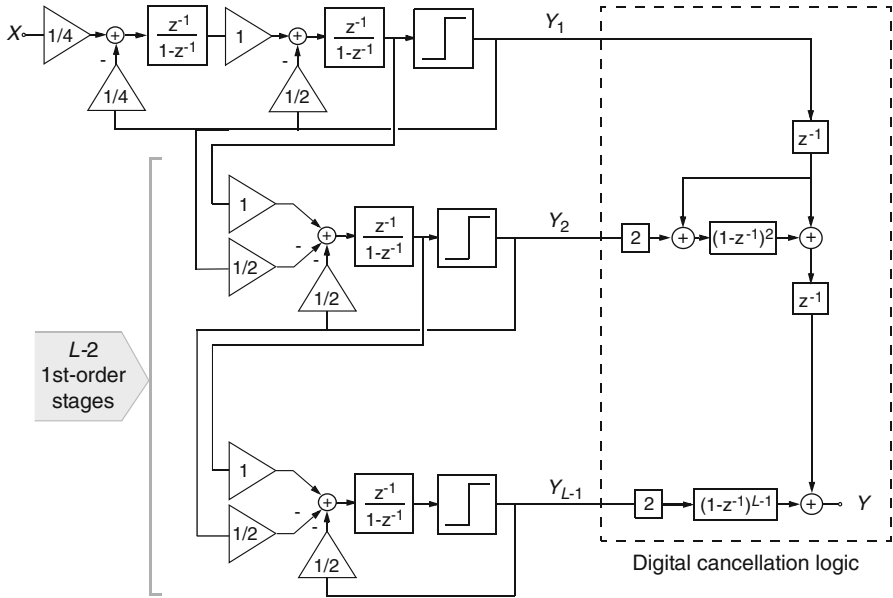 X
1/4
+
z⁻¹
1-z⁻¹
1
+
z⁻¹
1-z⁻¹
Y₁
-
1/4
-
1/2
z⁻¹
1
+
z⁻¹
1-z⁻¹
Y₂
2
+
(1-z⁻¹)²
+
-
1/2
-
1/2
z⁻¹
L-2
1st-order
stages
1
+
z⁻¹
1-z⁻¹
Y_{L-1}
2
(1-z⁻¹)^{L-1}
+
Y
-
1/2
-
1/2
Digital cancellation logic